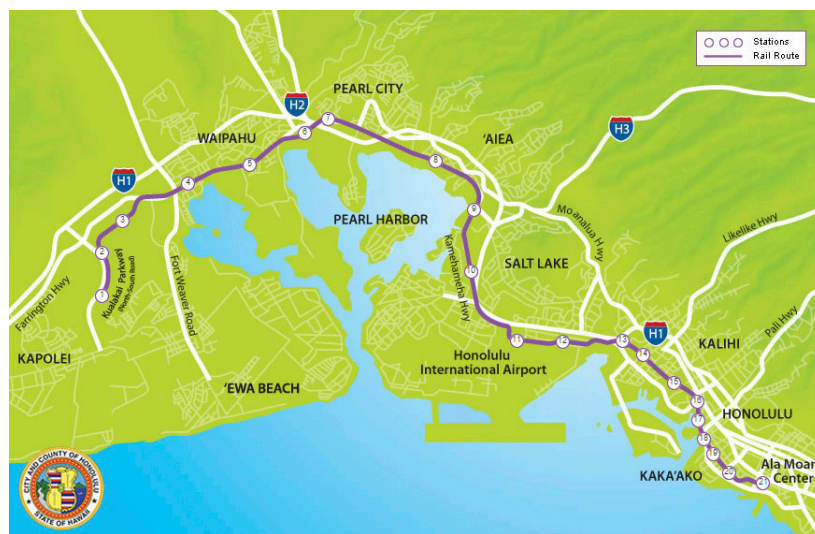 Stations
Rail Route
PEARL CITY
H2
WAIPAHU
'AIEA
H3
H1
7
6
5
8
4
3
9
PEARL HARBOR
Moanalua Hwy
Likelike Hwy
2
Kualakai Parkway
(North-South Road)
1
10
SALT LAKE
Kamehameha Hwy
Farrington Hwy
Fort Weaver Road
Pali Hwy
KAPOLEI
11
12
13
H1
14
KALIHI
Honolulu
International Airport
'EWA BEACH
15
16
HONOLULU
17
18
19
20
21
KAKA'AKO
Ala Moan
Center
CITY AND COUNTY OF HONOLULU
STATE OF HAWAII